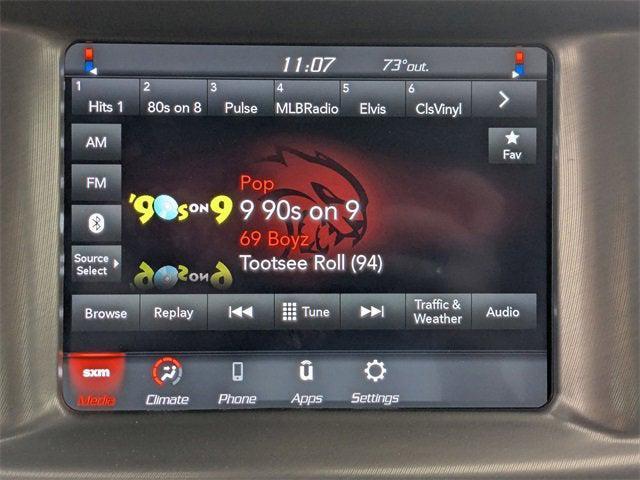 11:07 73°out.
1 2 3 4 5 6
Hits 1 80s on 8 Pulse MLBRadio Elvis ClsVinyl
AM
Fav
FM
Pop
'90s ON 9
9 90s on 9
69 Boyz
Source
Select
Tootsee Roll (94)
Browse Replay Tune Traffic & Weather Audio
sxm
Media Climate Phone Apps Settings